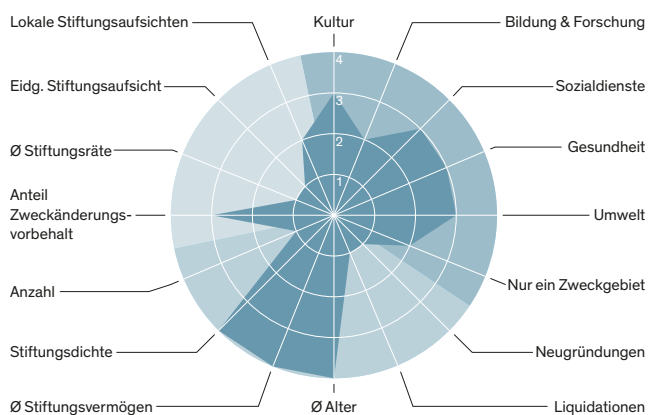 Lokale Stiftungsaufsichten
Kultur
Bildung & Forschung
Eidg. Stiftungsaufsicht
Sozialdienste
Ø Stiftungsräte
Gesundheit
Anteil
Zweckänderungs-
vorbehalt
Umwelt
Anzahl
Nur ein Zweckgebiet
Stiftungsdichte
Neugründungen
Ø Stiftungsvermögen
Ø Alter
Liquidationen
4
3
2
1